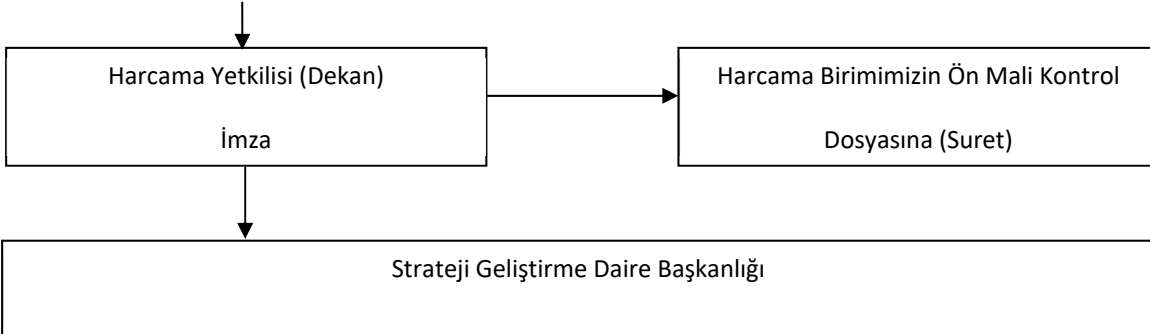 Harcama Yetkilisi (Dekan)
İmza
Harcama Birimimizin Ön Mali Kontrol
Dosyasına (Suret)
Strateji Geliştirme Daire Başkanlığı